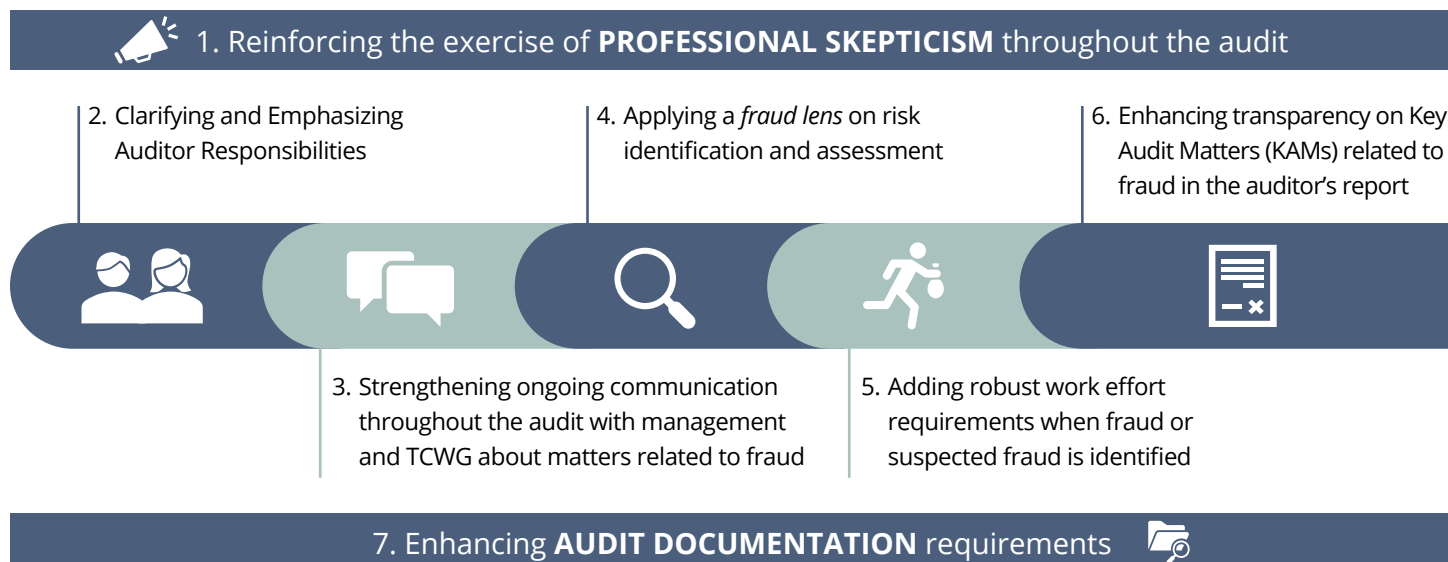 1. Reinforcing the exercise of PROFESSIONAL SKEPTICISM throughout the audit
2. Clarifying and Emphasizing
Auditor Responsibilities
3. Strengthening ongoing communication
throughout the audit with management
and TCWG about matters related to fraud
4. Applying a fraud lens on risk
identification and assessment
5. Adding robust work effort
requirements when fraud or
suspected fraud is identified
6. Enhancing transparency on Key
Audit Matters (KAMs) related to
fraud in the auditor’s report
7. Enhancing AUDIT DOCUMENTATION requirements